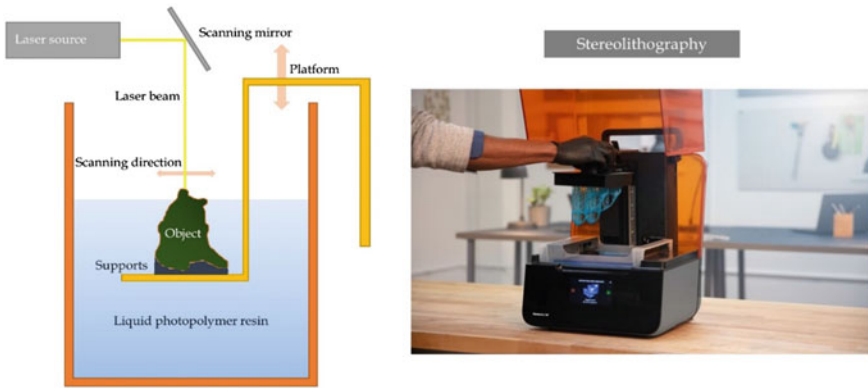 Laser source
Scanning mirror
Platform
Laser beam
Scanning direction
Object
Supports
Liquid photopolymer resin
Stereolithography